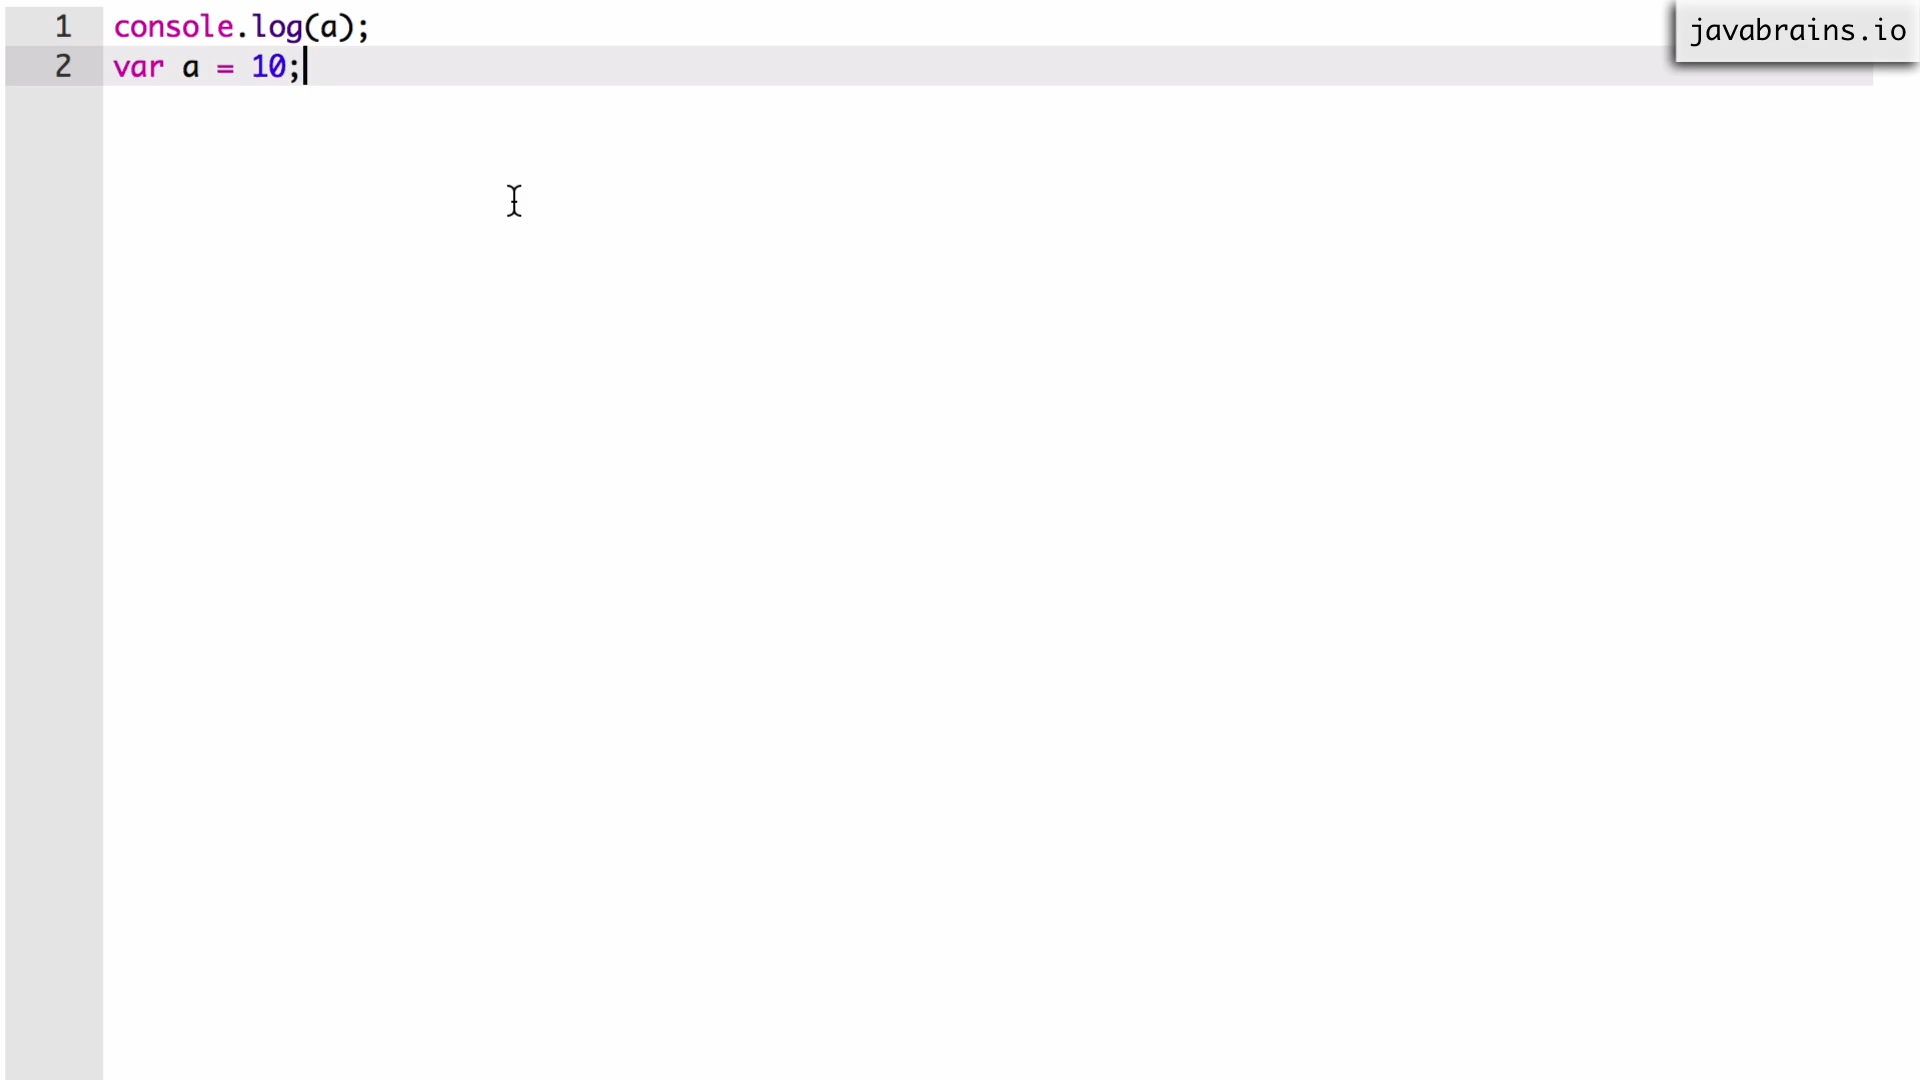 1 console.log(a);
2 var a = 10;
javabrains.io